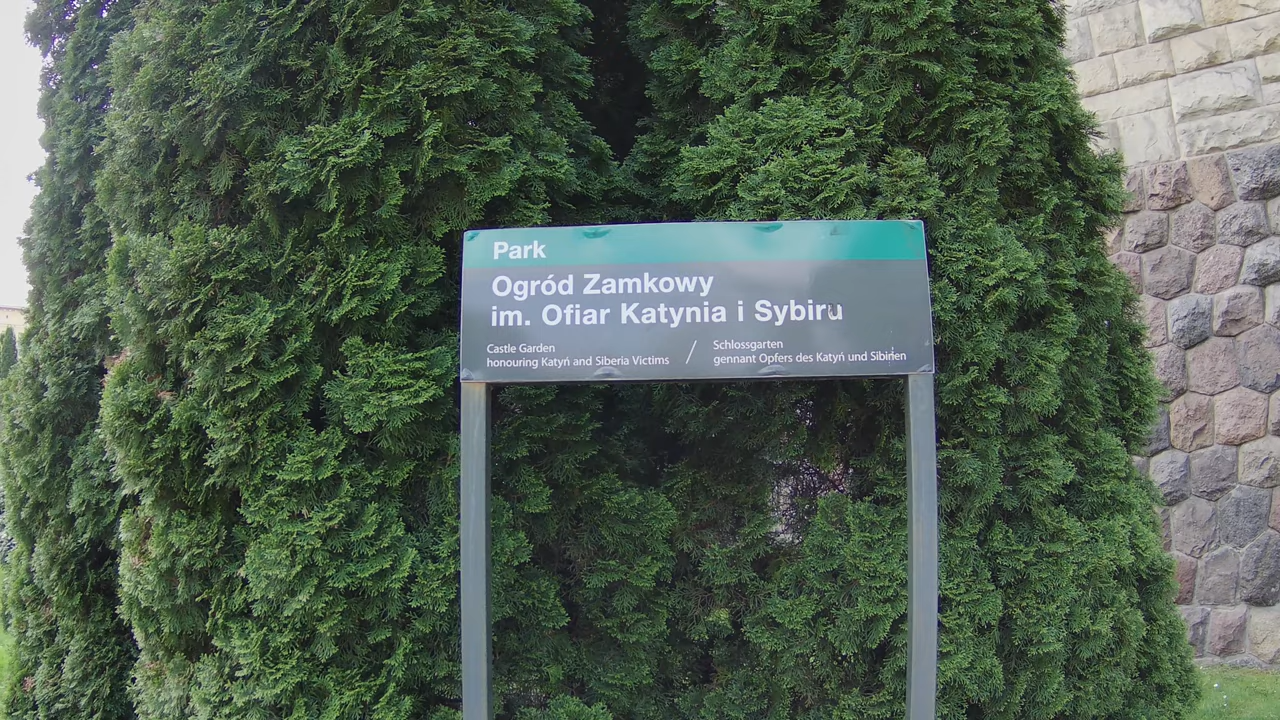 Park
Ogród Zamkowy
im. Ofiar Katynia i Sybiru
Castle Garden
honouring Katyń and Siberia Victims
/
Schlossgarten
gennant Opfers des Katyń und Sibirien